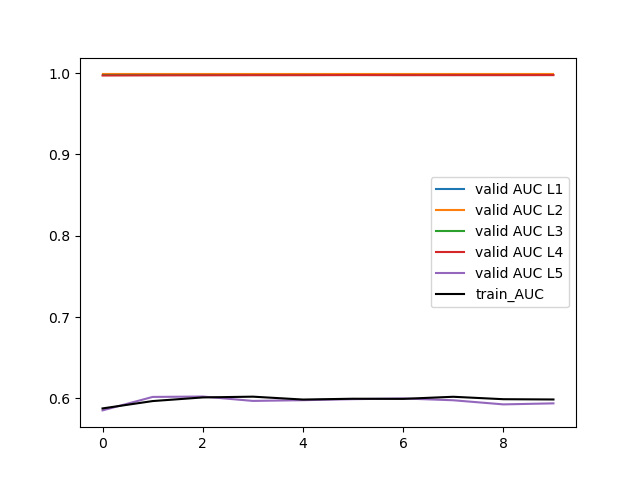 1.0
0.9
0.8
0.7
0.6
0 2 4 6 8
valid AUC L1
valid AUC L2
valid AUC L3
valid AUC L4
valid AUC L5
train_AUC